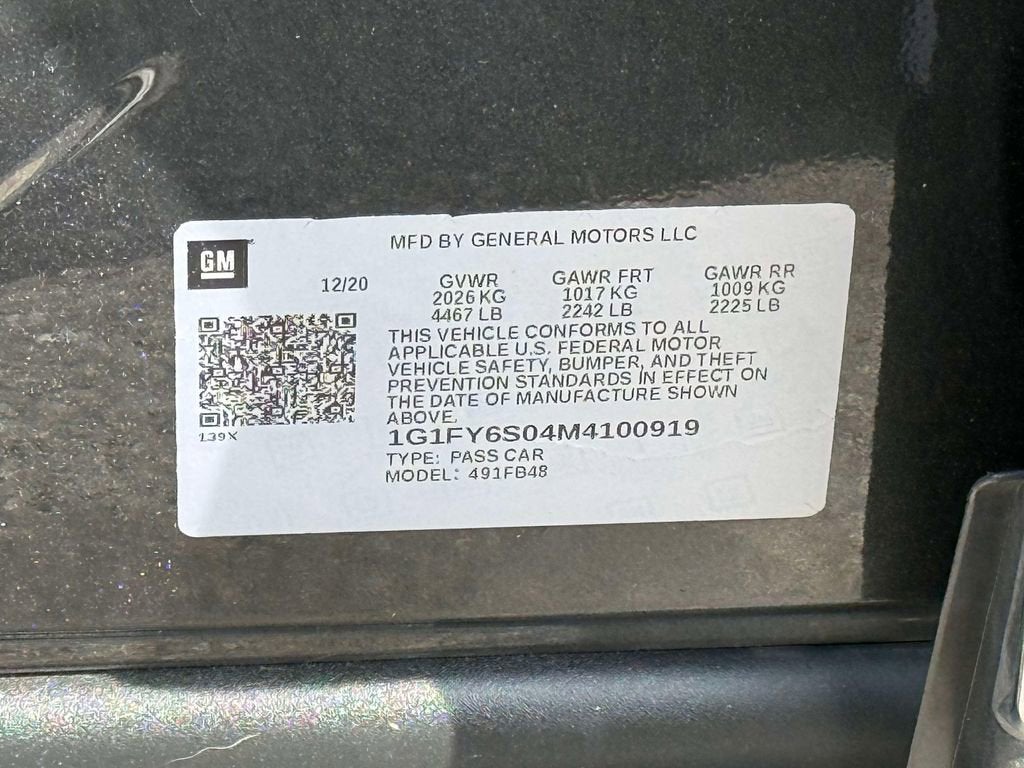 MFD BY GENERAL MOTORS LLC
GM
12/20 GVWR GAWR FRT GAWR RR
2026 KG 1017 KG 1009 KG
4467 LB 2242 LB 2225 LB
THIS VEHICLE CONFORMS TO ALL
APPLICABLE U.S. FEDERAL MOTOR
VEHICLE SAFETY, BUMPER, AND THEFT
PREVENTION STANDARDS IN EFFECT ON
THE DATE OF MANUFACTURE SHOWN
ABOVE.
139X
1G1FY6S04M4100919
TYPE: PASS CAR
MODEL: 491FB48